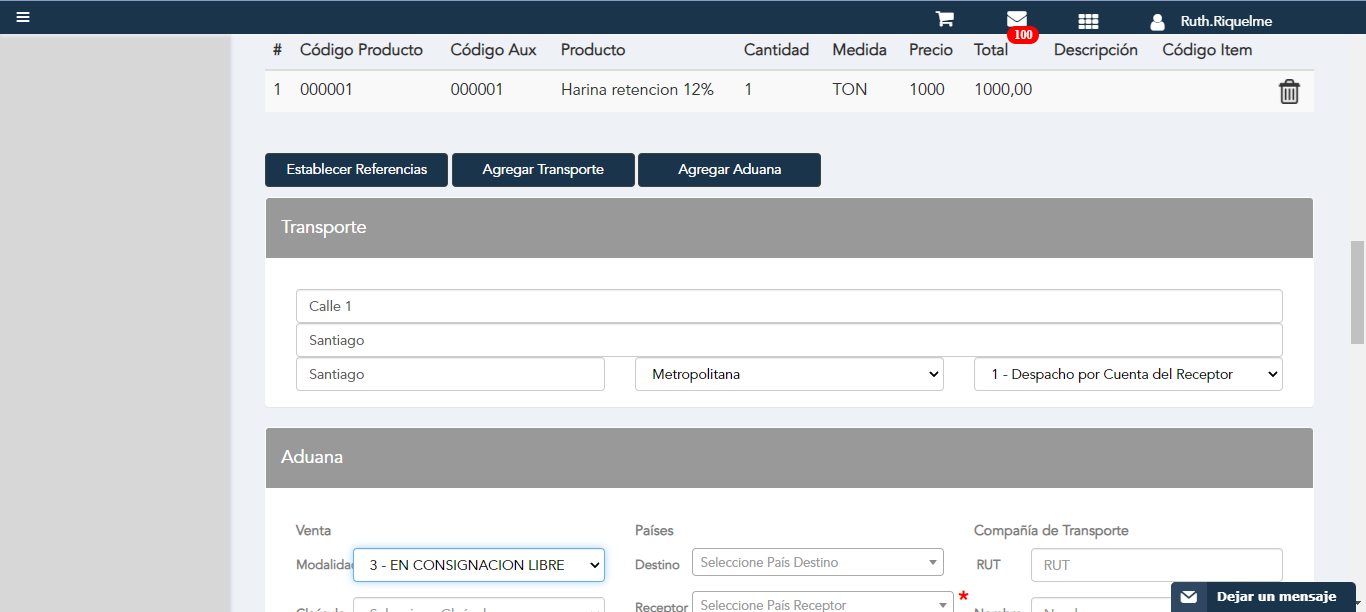 Ruth.Riquelme
100
# Código Producto Código Aux Producto Cantidad Medida Precio Total Descripción Código Item
1 000001 000001 Harina retencion 12% 1 TON 1000 1000,00
Establecer Referencias Agregar Transporte Agregar Aduana
Transporte
Calle 1
Santiago
Santiago Metropolitana 1 - Despacho por Cuenta del Receptor
Aduana
Venta Países Compañía de Transporte
Modalidad 3 - EN CONSIGNACION LIBRE Destino Seleccione País Destino RUT RUT
Receptor Seleccione País Receptor *
Dejar un mensaje